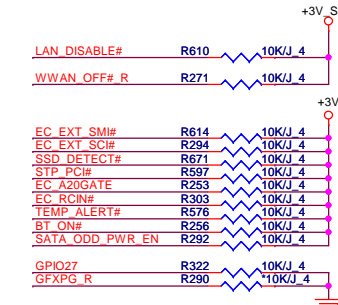 +3V_S
LAN_DISABLE# R610 10K/J_4
WWAN_OFF#_R R271 10K/J_4
+3V
EC_EXT_SMI# R614 10K/J_4
EC_EXT_SCI# R294 10K/J_4
SSD_DETECT# R671 10K/J_4
STP_PCI# R597 10K/J_4
EC_A20GATE R253 10K/J_4
EC_RCIN# R303 10K/J_4
TEMP_ALERT# R576 10K/J_4
BT_ON# R256 10K/J_4
SATA_ODD_PWR_EN R292 10K/J_4
GPIO27 R322 10K/J_4
GFXPG_R R290 *10K/J_4